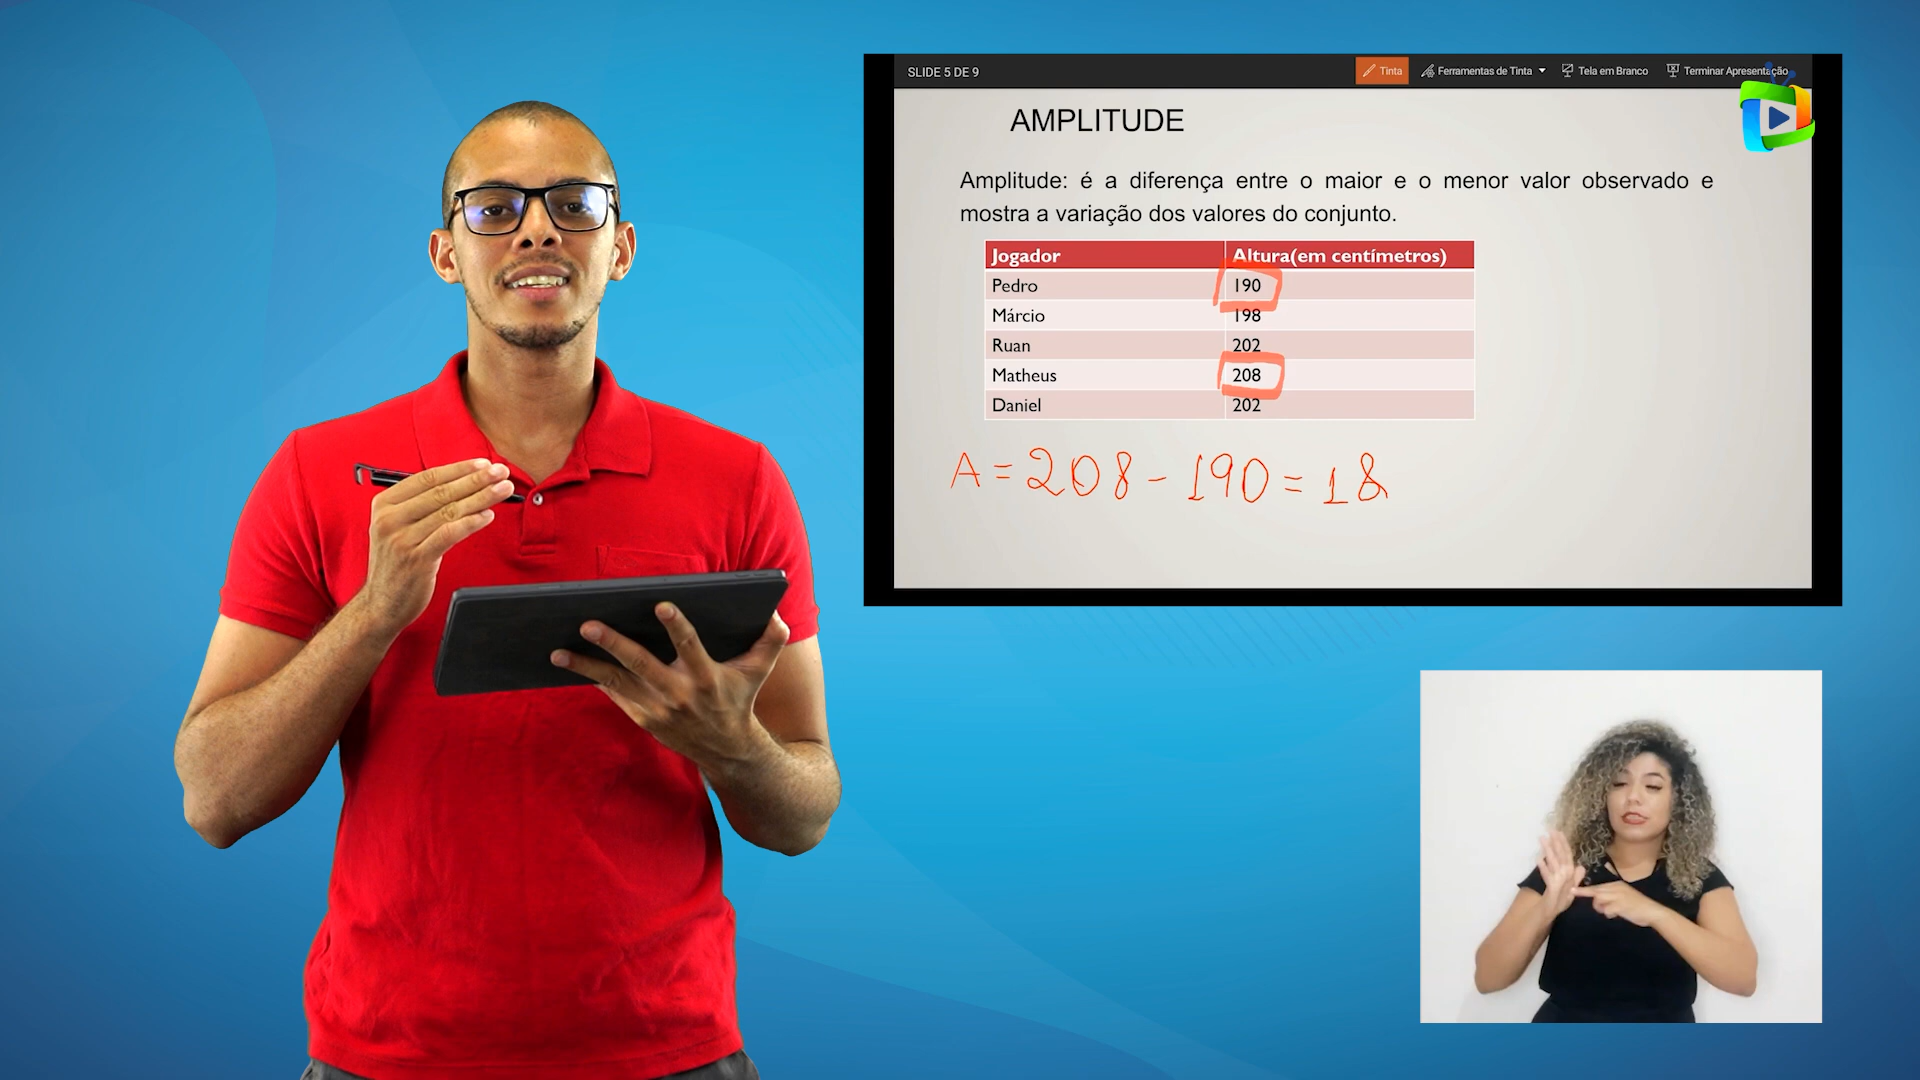 SLIDE 5 DE 9
Tinta
Ferramentas de Tinta
Tela em Branco
Terminar Apresentação
AMPLITUDE
Amplitude: é a diferença entre o maior e o menor valor observado e
mostra a variação dos valores do conjunto.
Jogador Altura(em centímetros)
Pedro 190
Márcio 198
Ruan 202
Matheus 208
Daniel 202
A = 208 - 190 = 18